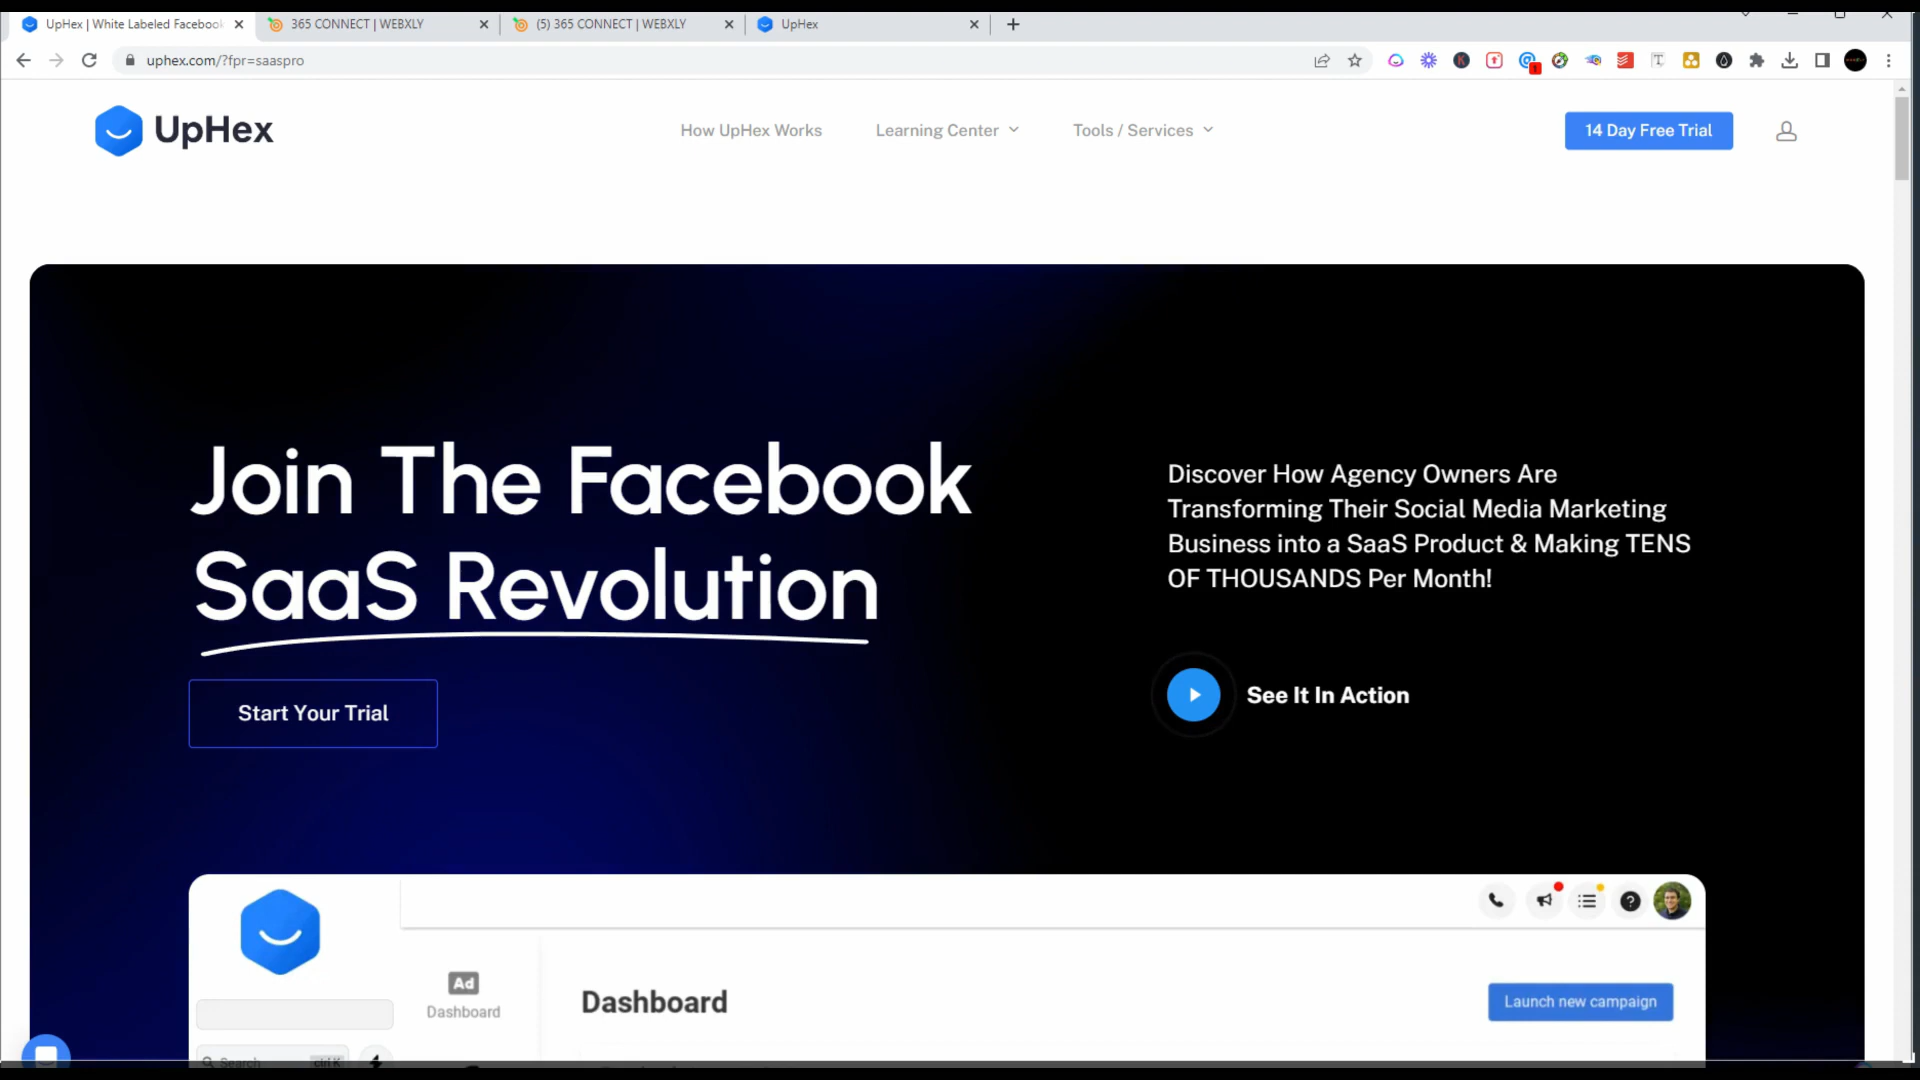 UpHex | White Labeled Facebook
365 CONNECT | WEBXLY
(5) 365 CONNECT | WEBXLY
UpHex
uphex.com/?fpr=saaspro
UpHex
How UpHex Works
Learning Center
Tools / Services
14 Day Free Trial
Join The Facebook
SaaS Revolution
Start Your Trial
Discover How Agency Owners Are
Transforming Their Social Media Marketing
Business into a SaaS Product & Making TENS
OF THOUSANDS Per Month!
See It In Action
Ad
Dashboard
Dashboard
Launch new campaign
Search
ctrl K